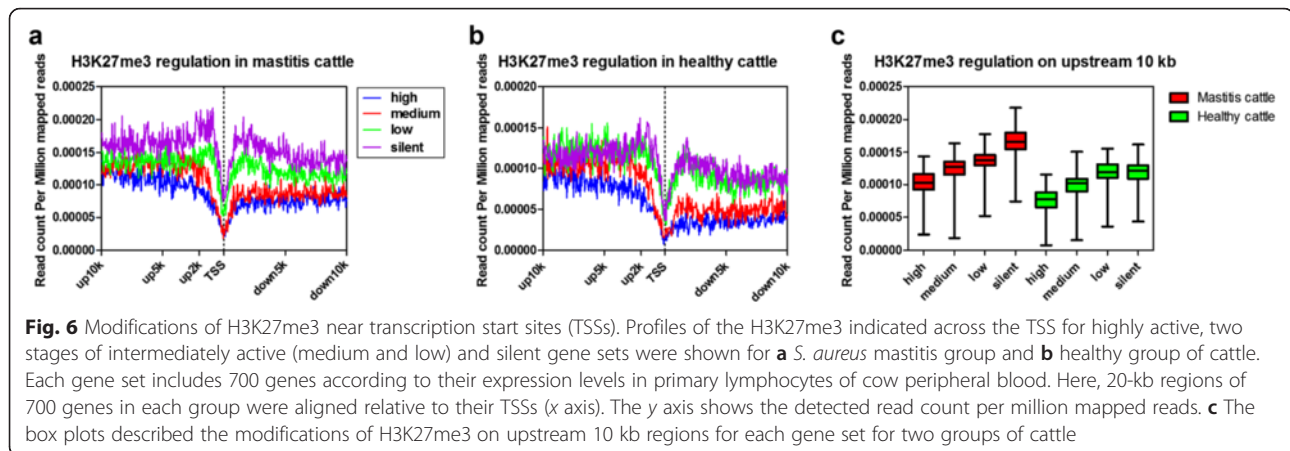 a
H3K27me3 regulation in mastitis cattle
Read count Per Million mapped reads
0.00025
0.00020
0.00015
0.00010
0.00005
0.00000
up10k
up5k
up2k
TSS
down5k
down10k
high
medium
low
silent
b
H3K27me3 regulation in healthy cattle
Read count Per Million mapped reads
0.00020
0.00015
0.00010
0.00005
0.00000
up10k
up5k
up2k
TSS
down5k
down10k
c
H3K27me3 regulation on upstream 10 kb
Read count Per Million mapped reads
0.00025
0.00020
0.00015
0.00010
0.00005
0.00000
high
medium
low
silent
high
medium
low
silent
Mastitis cattle
Healthy cattle
Fig. 6 Modifications of H3K27me3 near transcription start sites (TSSs). Profiles of the H3K27me3 indicated across the TSS for highly active, two
stages of intermediately active (medium and low) and silent gene sets were shown for a S. aureus mastitis group and b healthy group of cattle.
Each gene set includes 700 genes according to their expression levels in primary lymphocytes of cow peripheral blood. Here, 20-kb regions of
700 genes in each group were aligned relative to their TSSs (x axis). The y axis shows the detected read count per million mapped reads. c The
box plots described the modifications of H3K27me3 on upstream 10 kb regions for each gene set for two groups of cattle